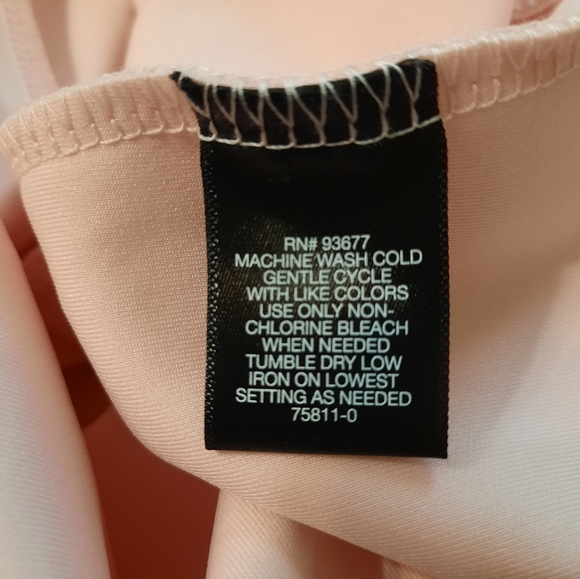 RN# 93677
MACHINE WASH COLD
GENTLE CYCLE
WITH LIKE COLORS
USE ONLY NON-
CHLORINE BLEACH
WHEN NEEDED
TUMBLE DRY LOW
IRON ON LOWEST
SETTING AS NEEDED
75811-0